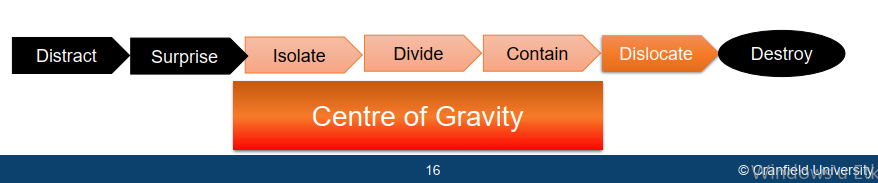 Distract
Surprise
Isolate
Divide
Contain
Dislocate
Destroy
Centre of Gravity
16
© Cranfield University